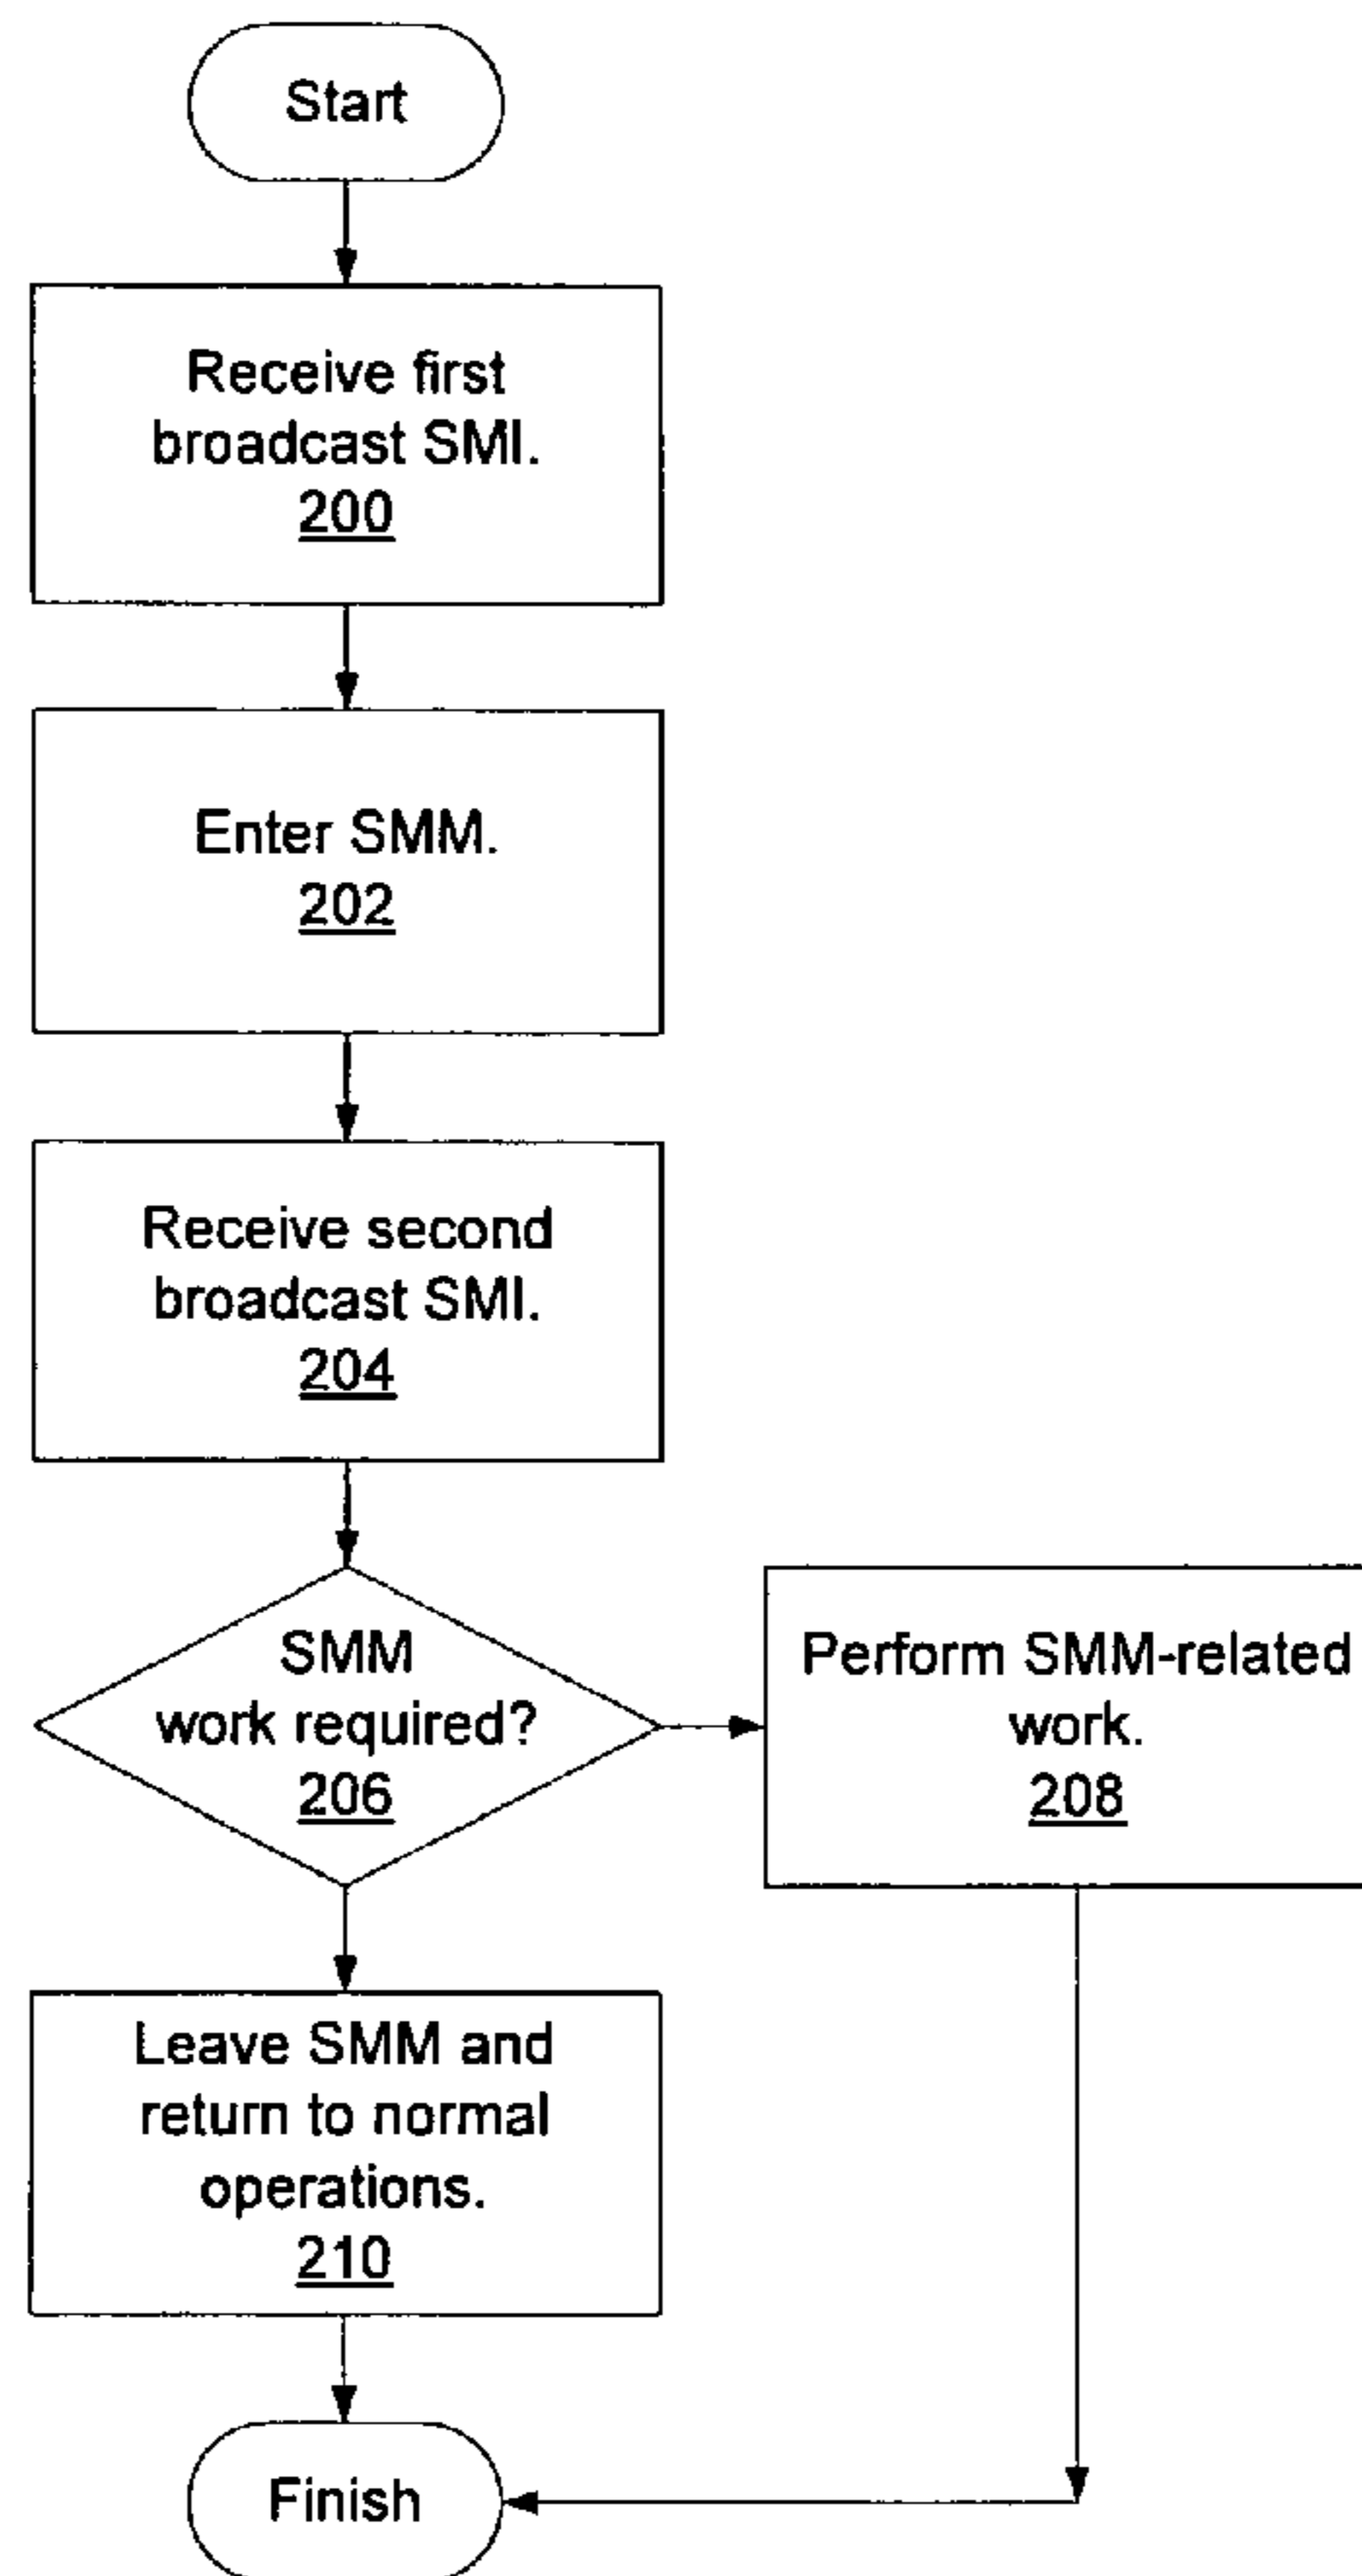 Start
Receive first
broadcast SMI.
200
Enter SMM.
202
Receive second
broadcast SMI.
204
SMM
work required?
206
Perform SMM-related
work.
208
Leave SMM and
return to normal
operations.
210
Finish